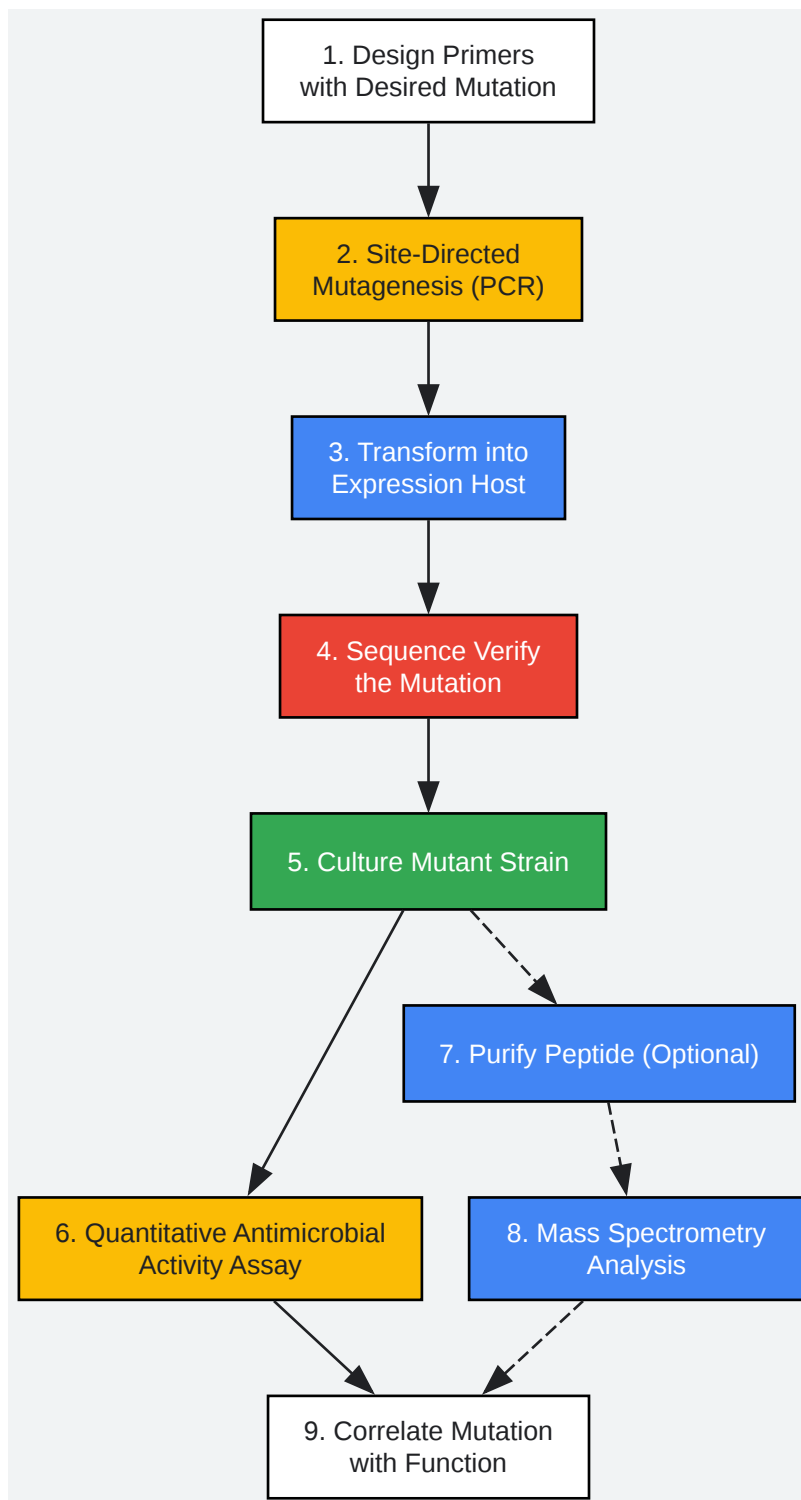 1. Design Primers
with Desired Mutation
2. Site-Directed
Mutagenesis (PCR)
3. Transform into
Expression Host
4. Sequence Verify
the Mutation
5. Culture Mutant Strain
7. Purify Peptide (Optional)
6. Quantitative Antimicrobial
Activity Assay
8. Mass Spectrometry
Analysis
9. Correlate Mutation
with Function